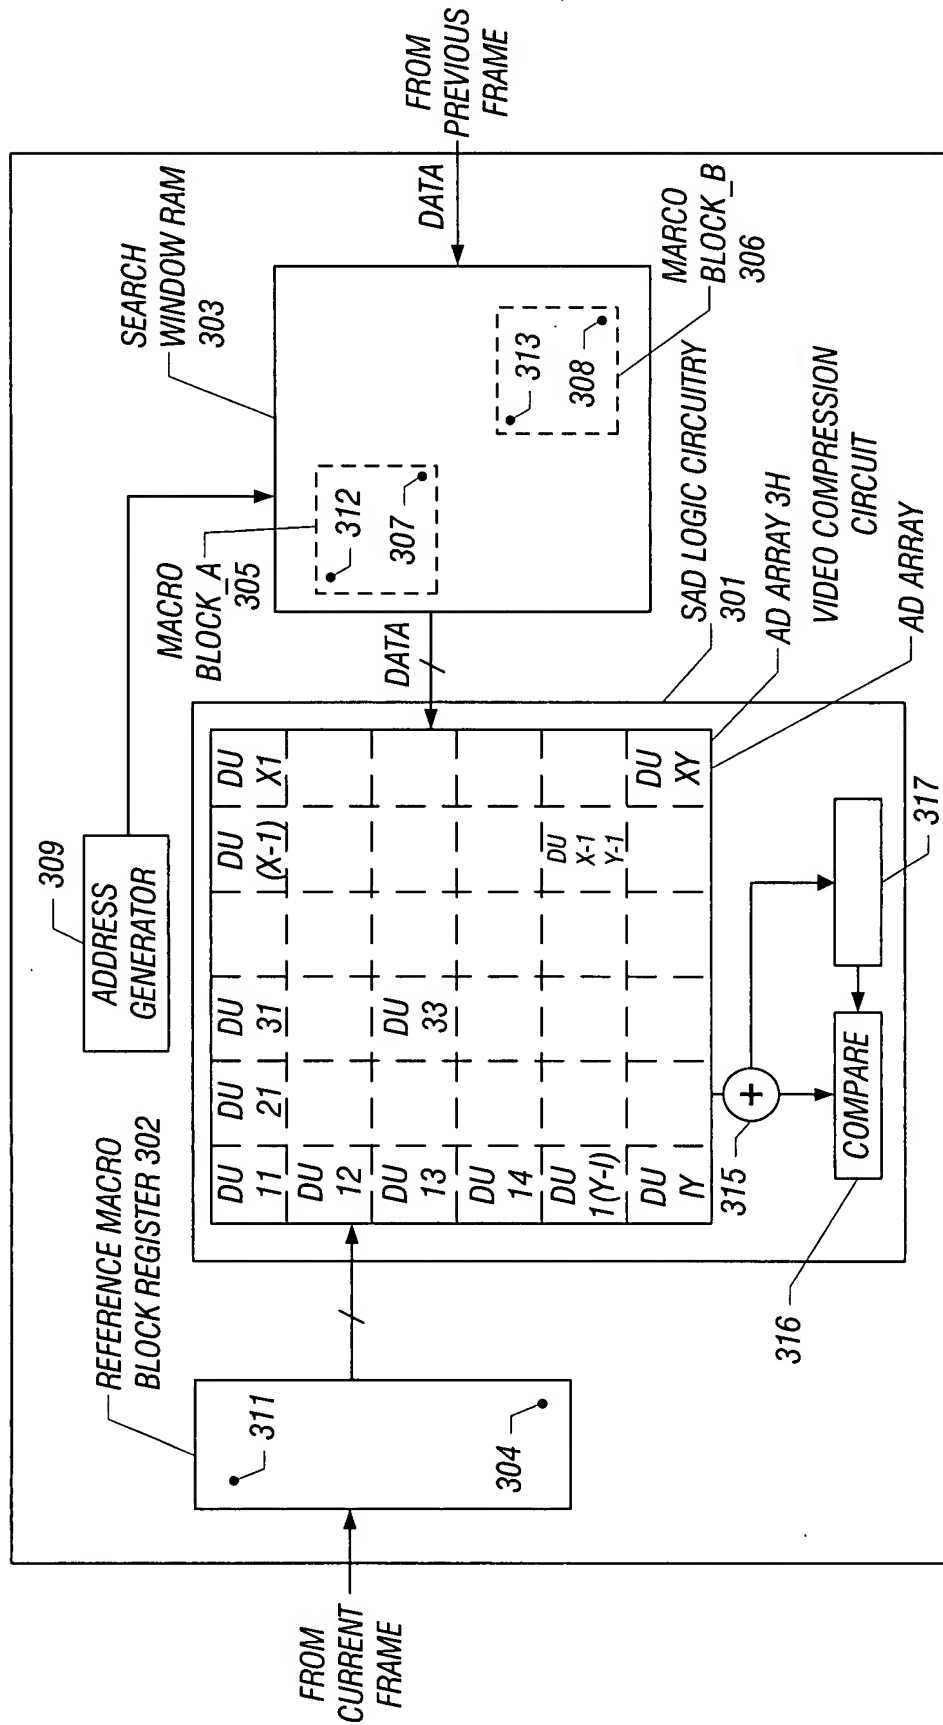 FROM
CURRENT
FRAME
REFERENCE MACRO
BLOCK REGISTER 302
311
304
309
ADDRESS
GENERATOR
MACRO
BLOCK_A
305
SEARCH
WINDOW RAM
303
312
307
313
308
MARCO
BLOCK_B
306
DATA
FROM
PREVIOUS
FRAME
DATA
DU
11
DU
21
DU
31
DU
(X-1)
DU
X1
DU
12
DU
13
DU
33
DU
14
DU
1(Y-I)
DU
X-1
Y-1
DU
IY
DU
XY
SAD LOGIC CIRCUITRY
301
AD ARRAY 3H
VIDEO COMPRESSION
CIRCUIT
AD ARRAY
315
+
COMPARE
316
317